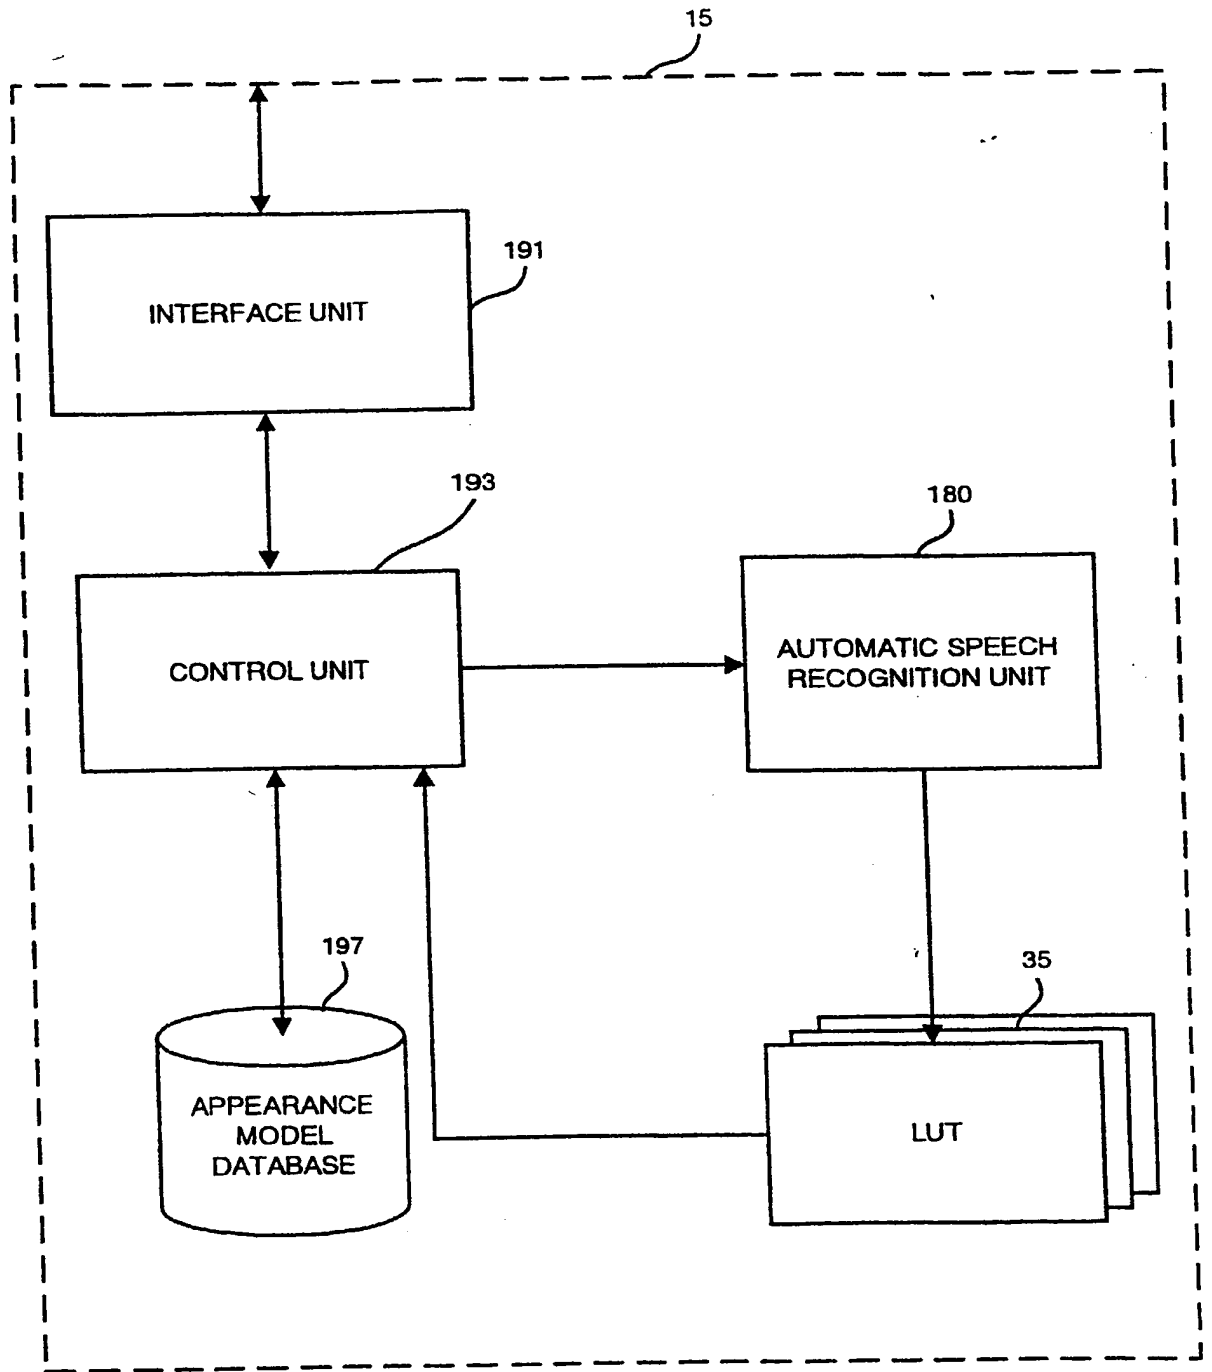 15
INTERFACE UNIT
191
193
180
CONTROL UNIT
AUTOMATIC SPEECH
RECOGNITION UNIT
197
35
APPEARANCE
MODEL
DATABASE
LUT